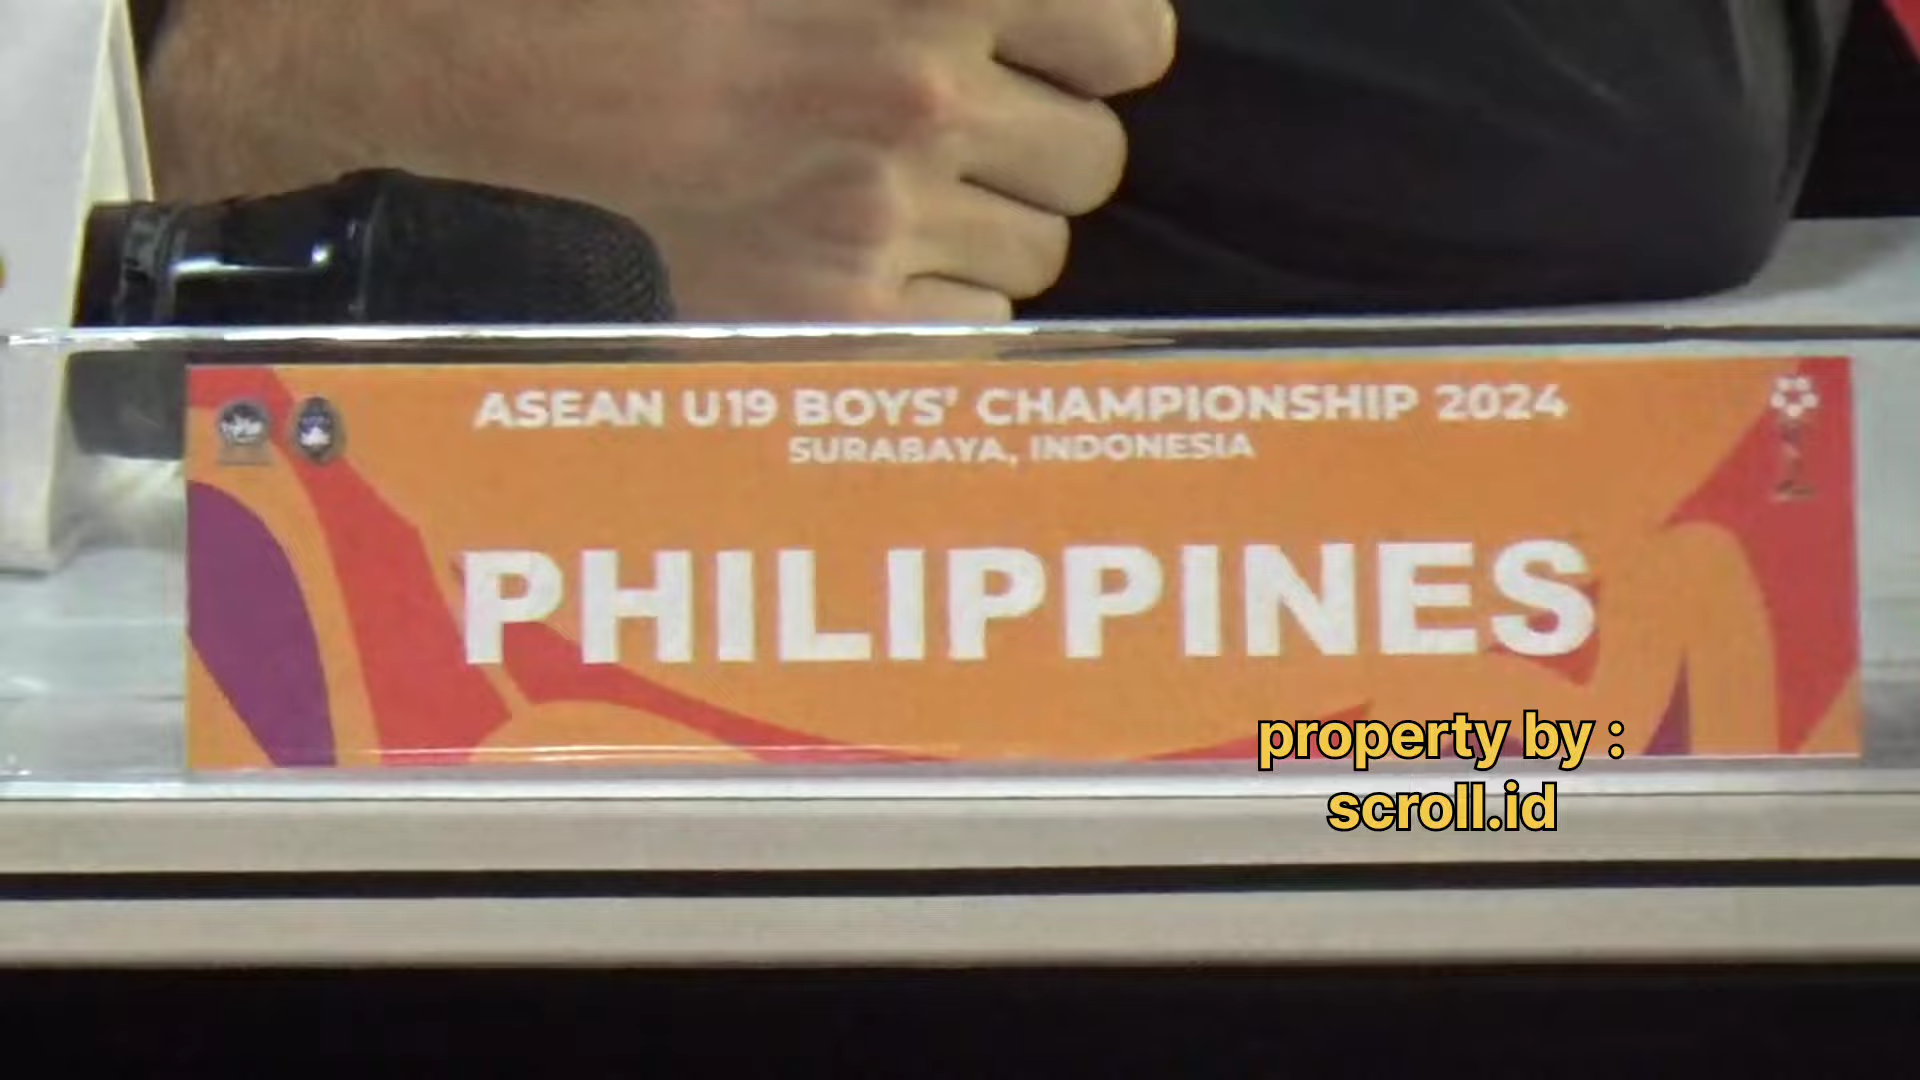 ASEAN U19 BOYS' CHAMPIONSHIP 2024
SURABAYA, INDONESIA
PHILIPPINES
property by :
scroll.id